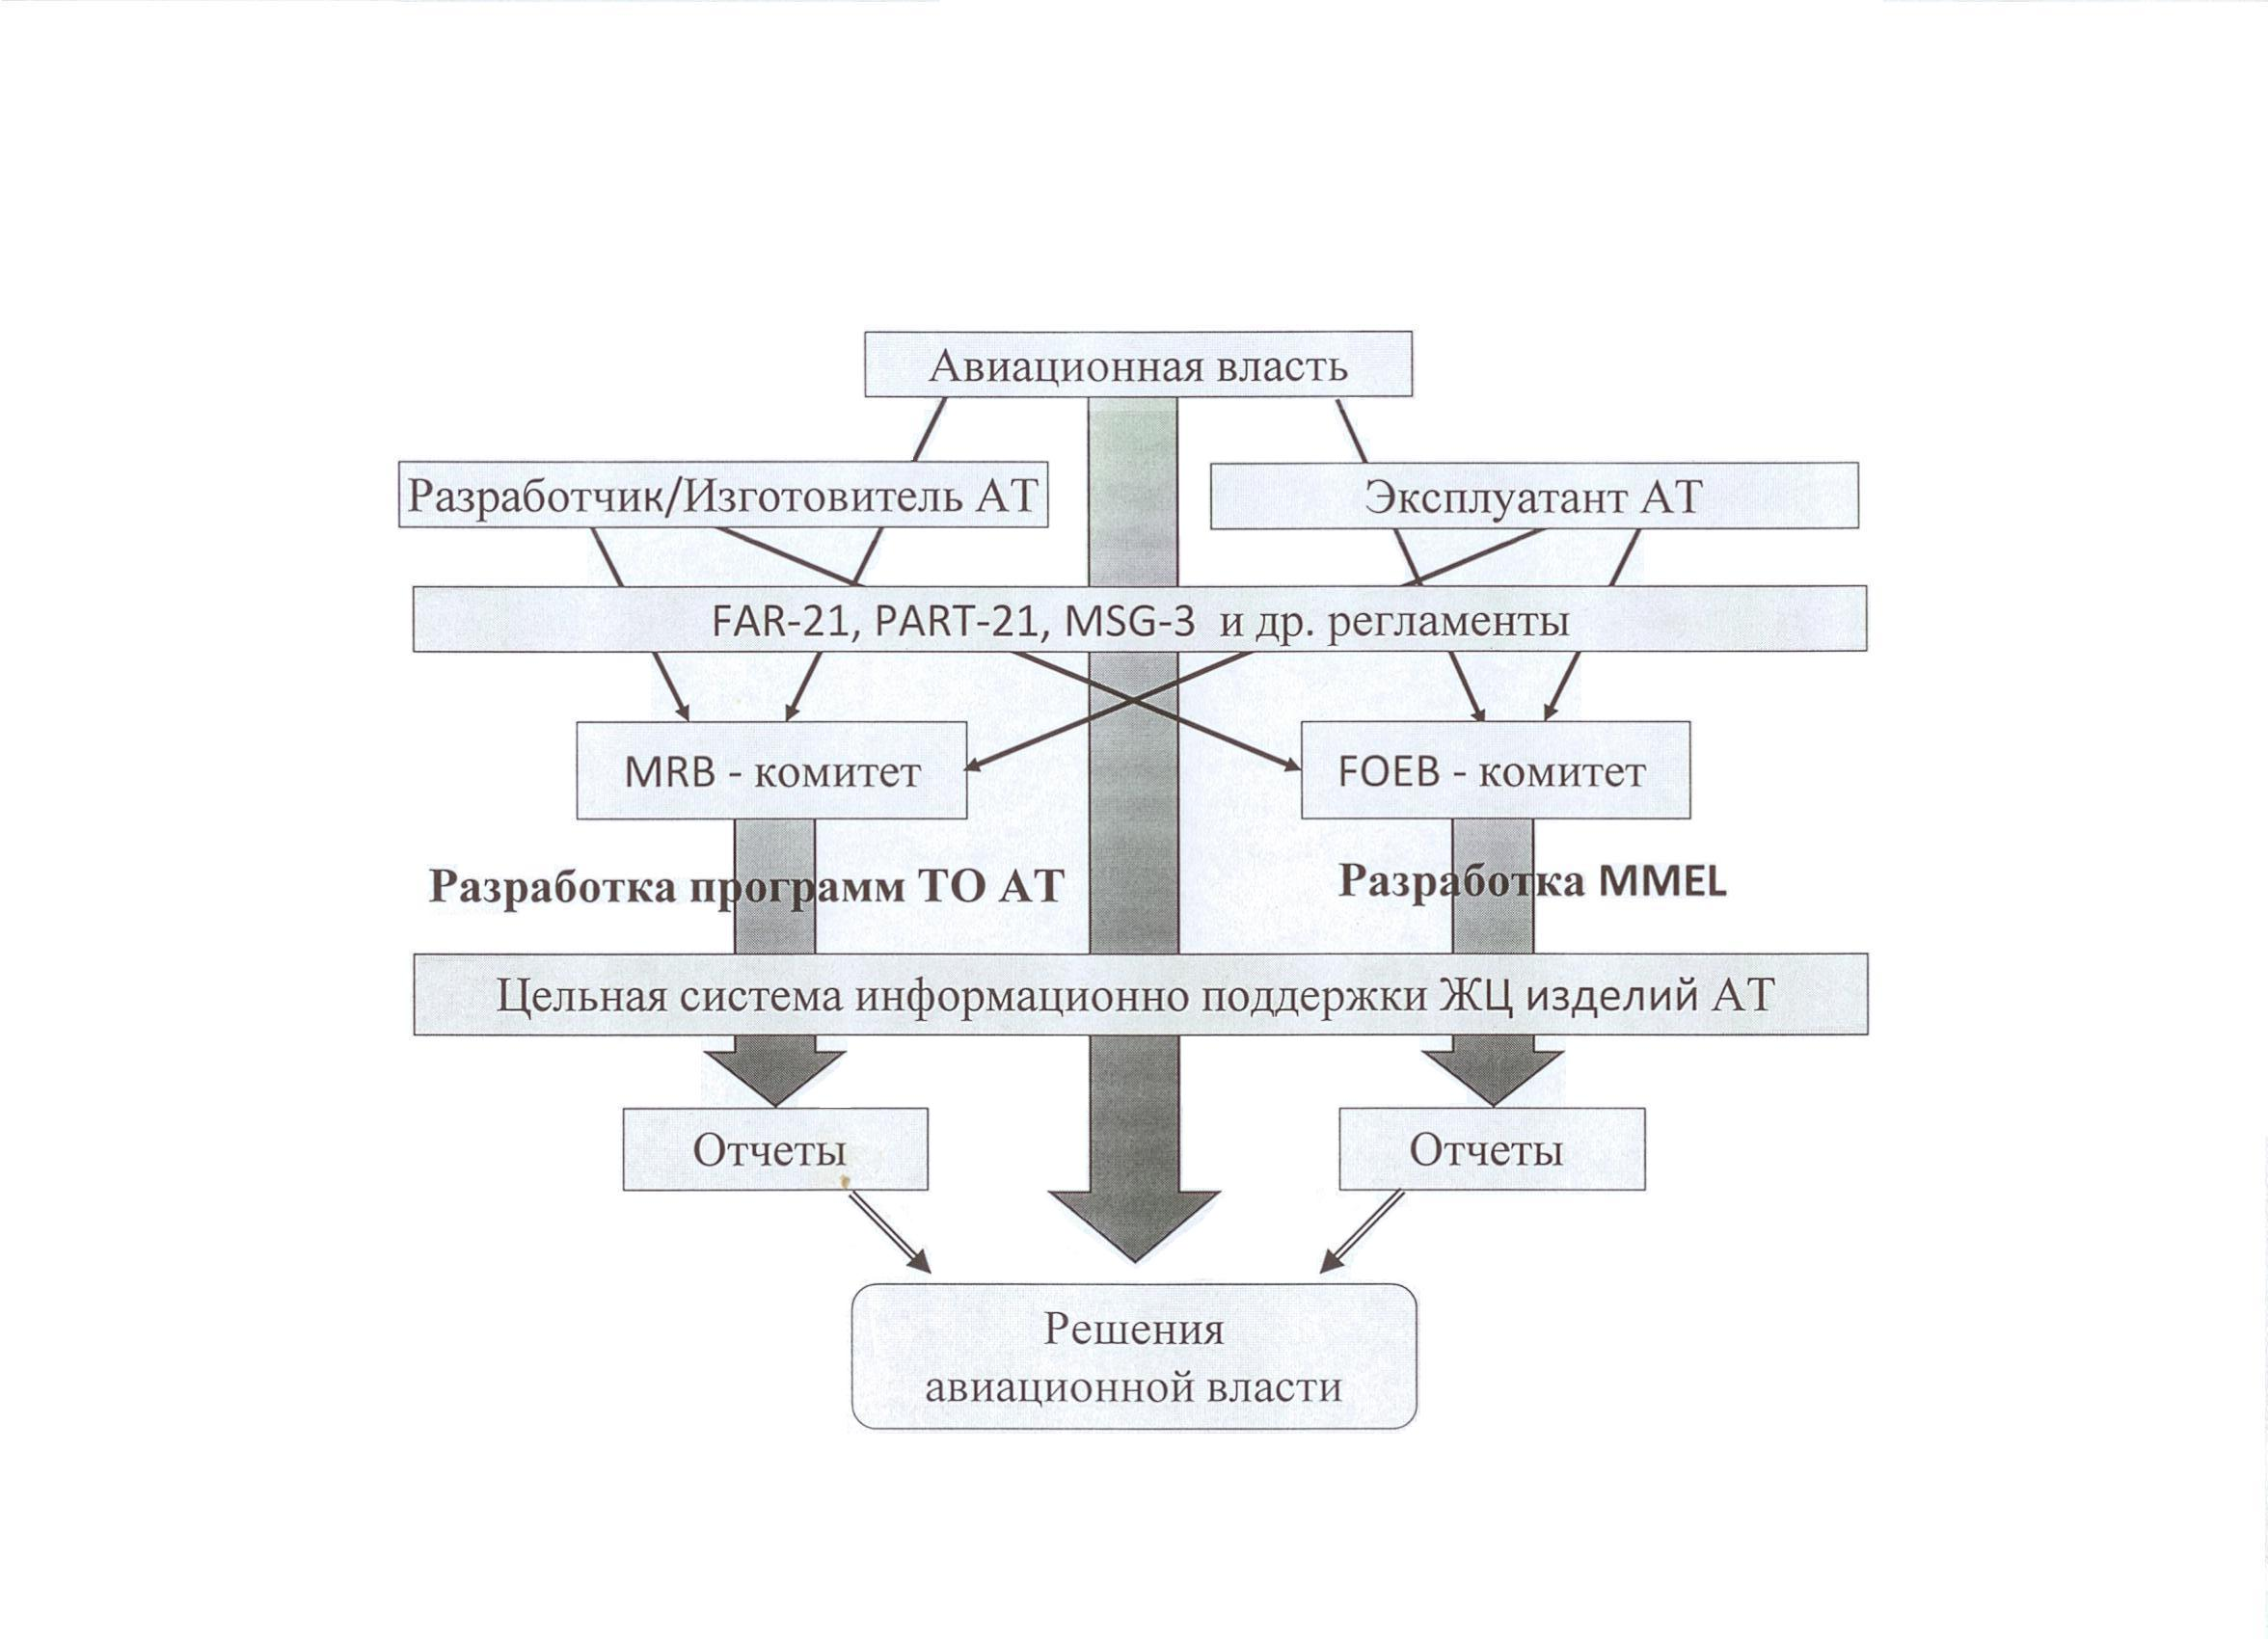 Авиационная власть
Разработчик/Изготовитель АТ
Эксплуатант АТ
FAR-21, PART-21, MSG-3 и др. регламенты
MRB - комитет
FOEB - комитет
Разработка программ ТО АТ
Разработка MMEL
Цельная система информационно поддержки ЖЦ изделий АТ
Отчеты
Отчеты
Решения
авиационной власти